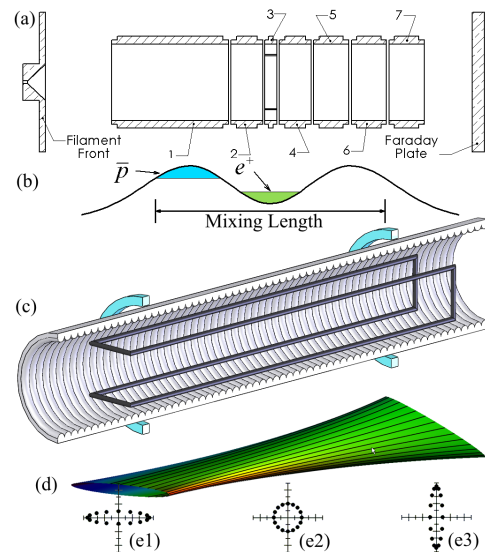 (a)
3
5
7
Filament
Front
1
2
4
6
Faraday
Plate
(b)
p̅
e⁺
Mixing Length
(c)
(d)
(e1)
(e2)
(e3)